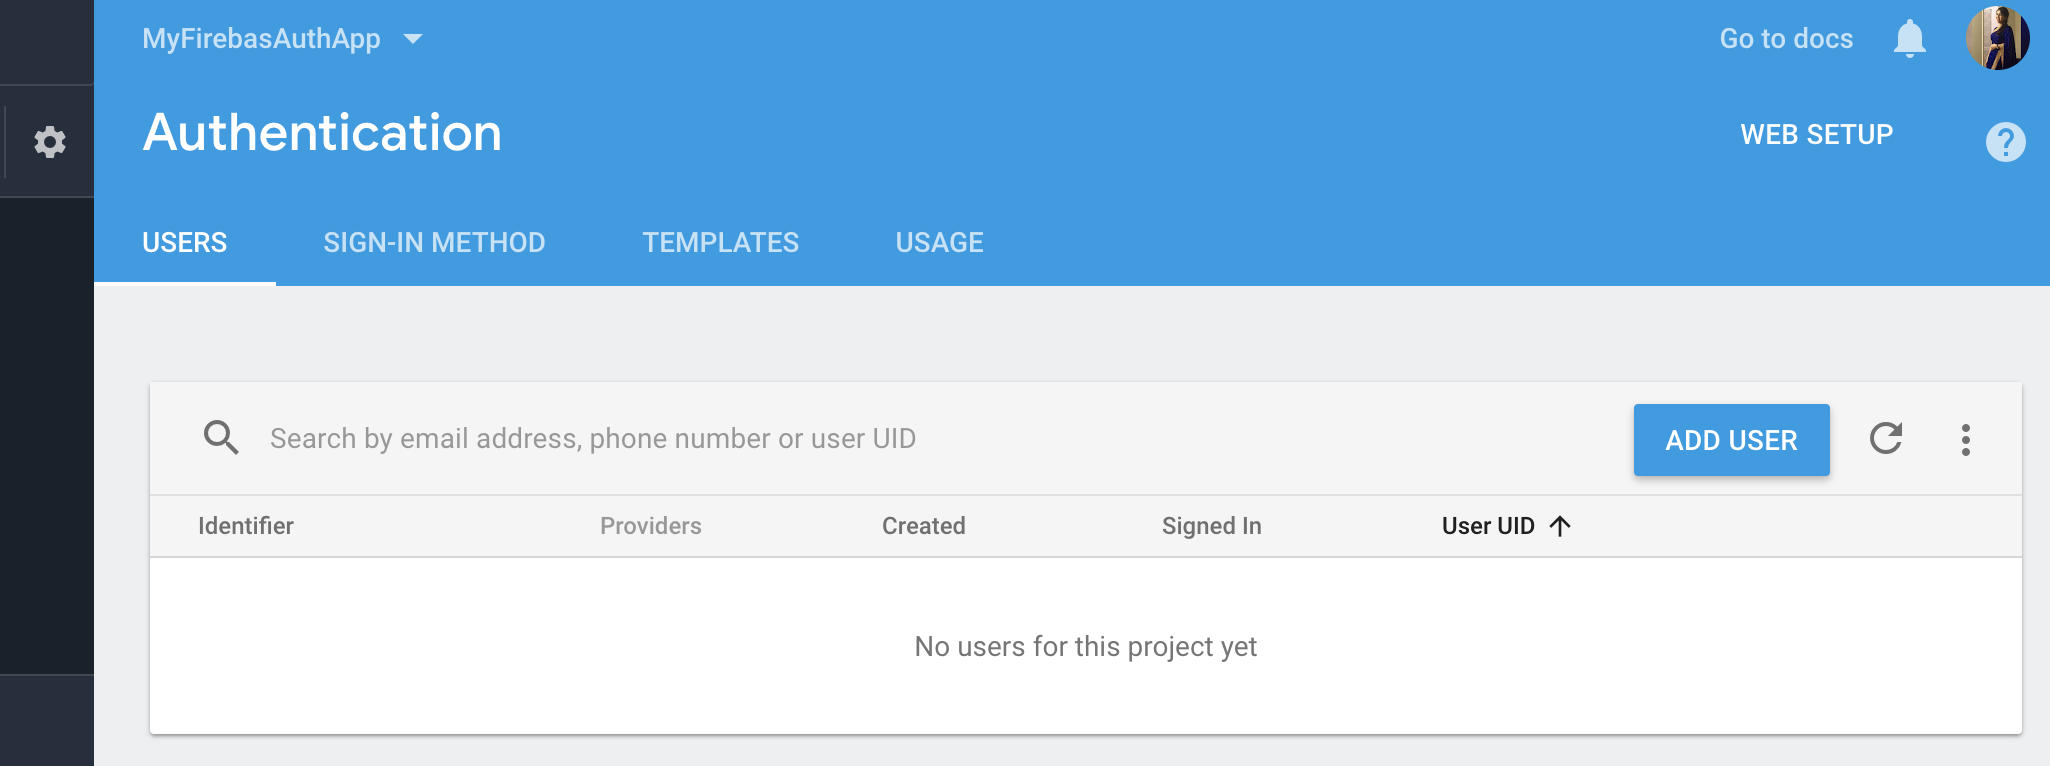 MyFirebasAuthApp
Go to docs
Authentication
WEB SETUP
?
USERS SIGN-IN METHOD TEMPLATES USAGE
Search by email address, phone number or user UID
ADD USER
Identifier Providers Created Signed In User UID
No users for this project yet